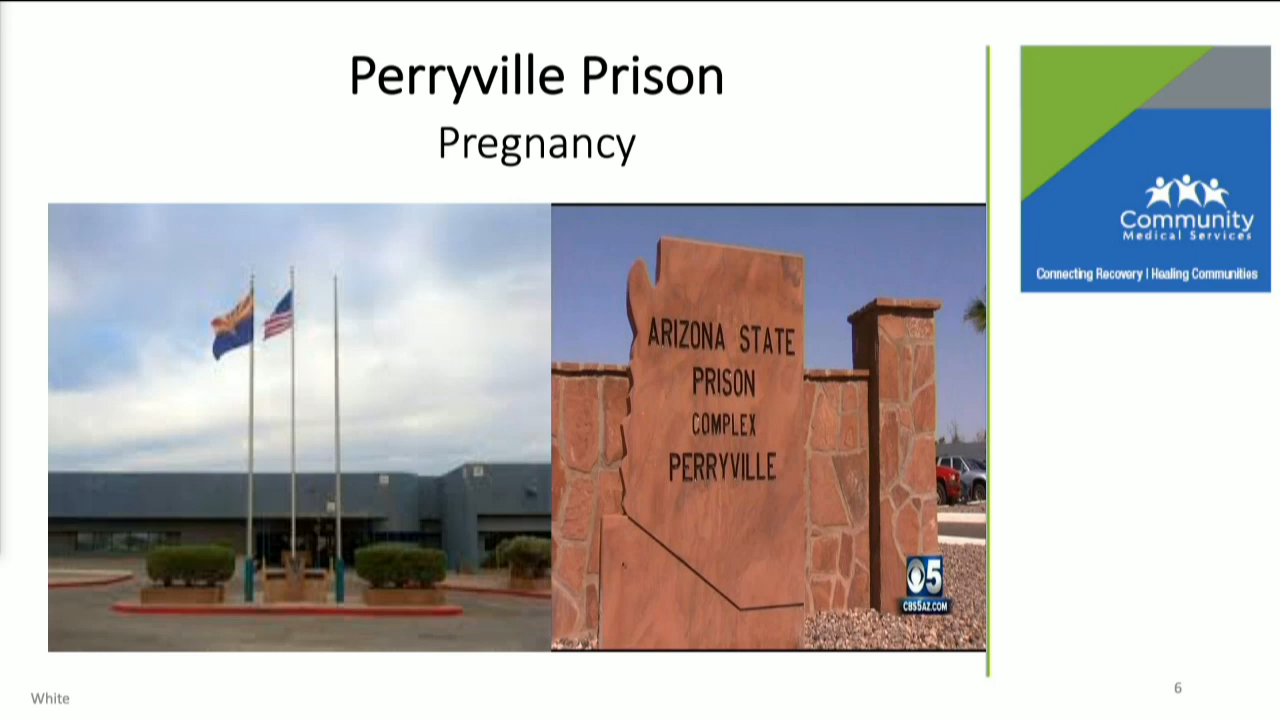 Perryville Prison
Pregnancy
ARIZONA STATE
PRISON
COMPLEX
PERRYVILLE
5
CBS5AZ.COM
Community
Medical Services
Connecting Recovery | Healing Communities
White
6